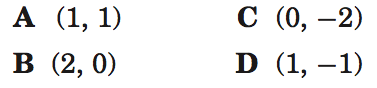 A (1, 1) C (0, −2)
B (2, 0) D (1, −1)